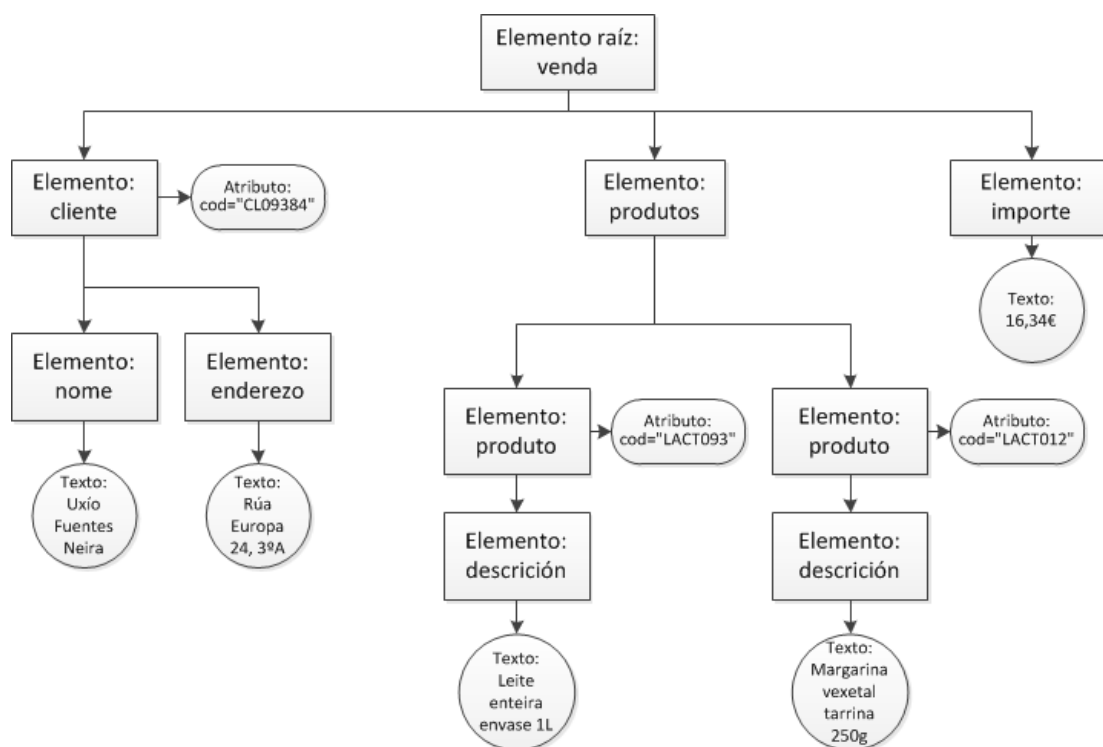 Elemento raíz:
venda
Elemento:
cliente
Atributo:
cod="CL09384"
Elemento:
produtos
Elemento:
importe
Texto:
16,34€
Elemento:
nome
Elemento:
enderezo
Elemento:
produto
Atributo:
cod="LACT093"
Elemento:
produto
Atributo:
cod="LACT012"
Texto:
Uxío
Fuentes
Neira
Texto:
Rúa
Europa
24, 3ºA
Elemento:
descrición
Elemento:
descrición
Texto:
Leite
enteira
envase 1L
Texto:
Margarina
vexetal
tarrina
250g